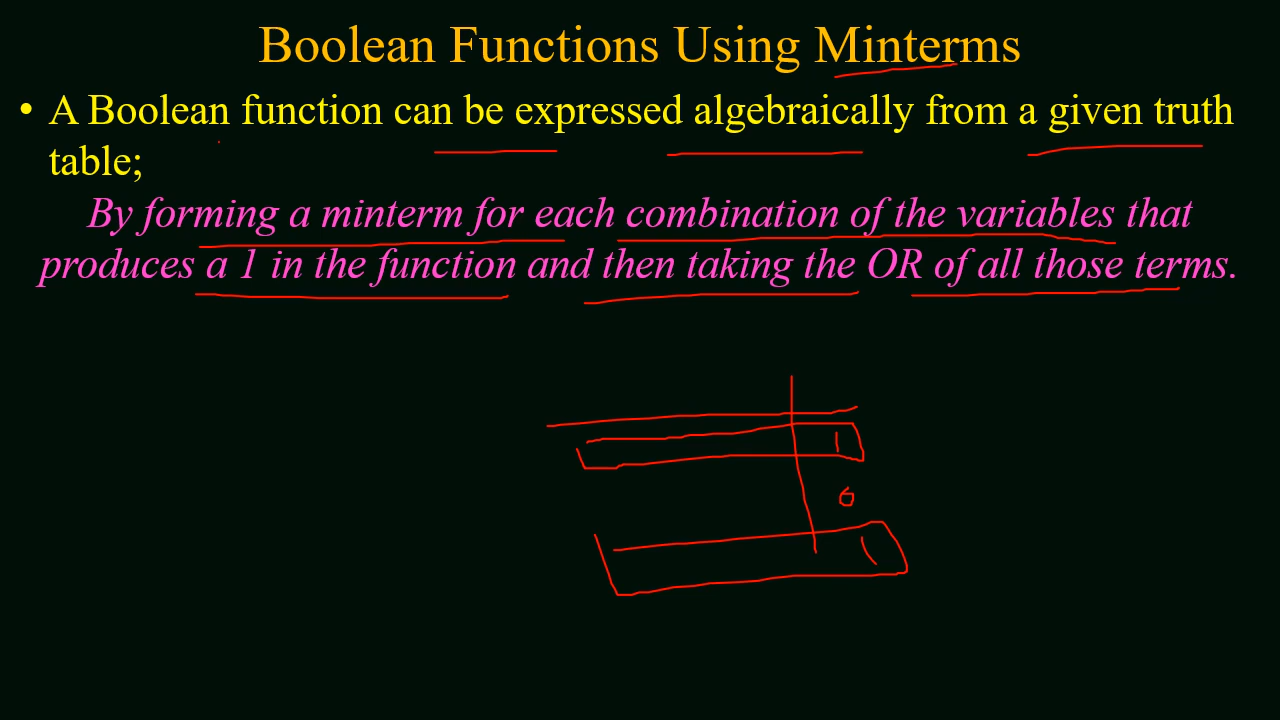 Boolean Functions Using Minterms
• A Boolean function can be expressed algebraically from a given truth
table;
By forming a minterm for each combination of the variables that
produces a 1 in the function and then taking the OR of all those terms.
1
0
1